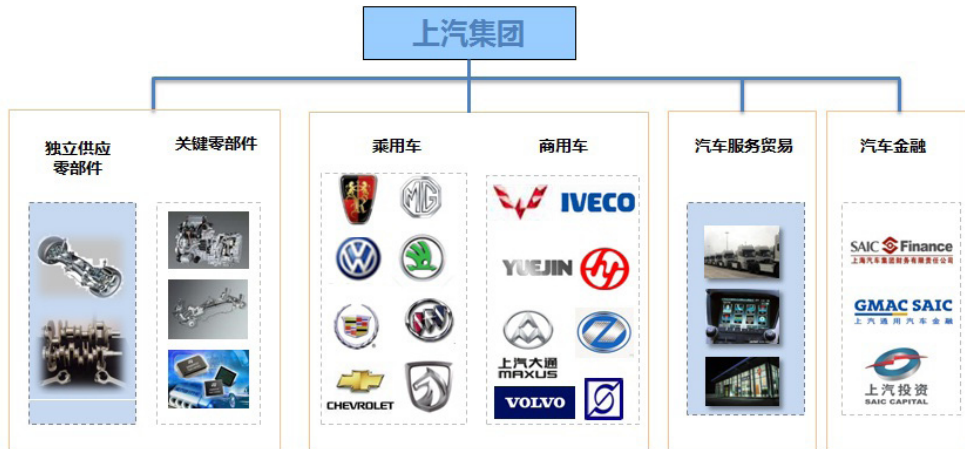 上汽集团
独立供应
零部件
关键零部件
乘用车
商用车
汽车服务贸易
汽车金融
MG
IVECO
YUEJIN
CHEVROLET
上汽大通
MAXUS
VOLVO
SAIC Finance
上海汽车集团财务有限责任公司
GMAC SAIC
上汽通用汽车金融
上汽投资
SAIC CAPITAL